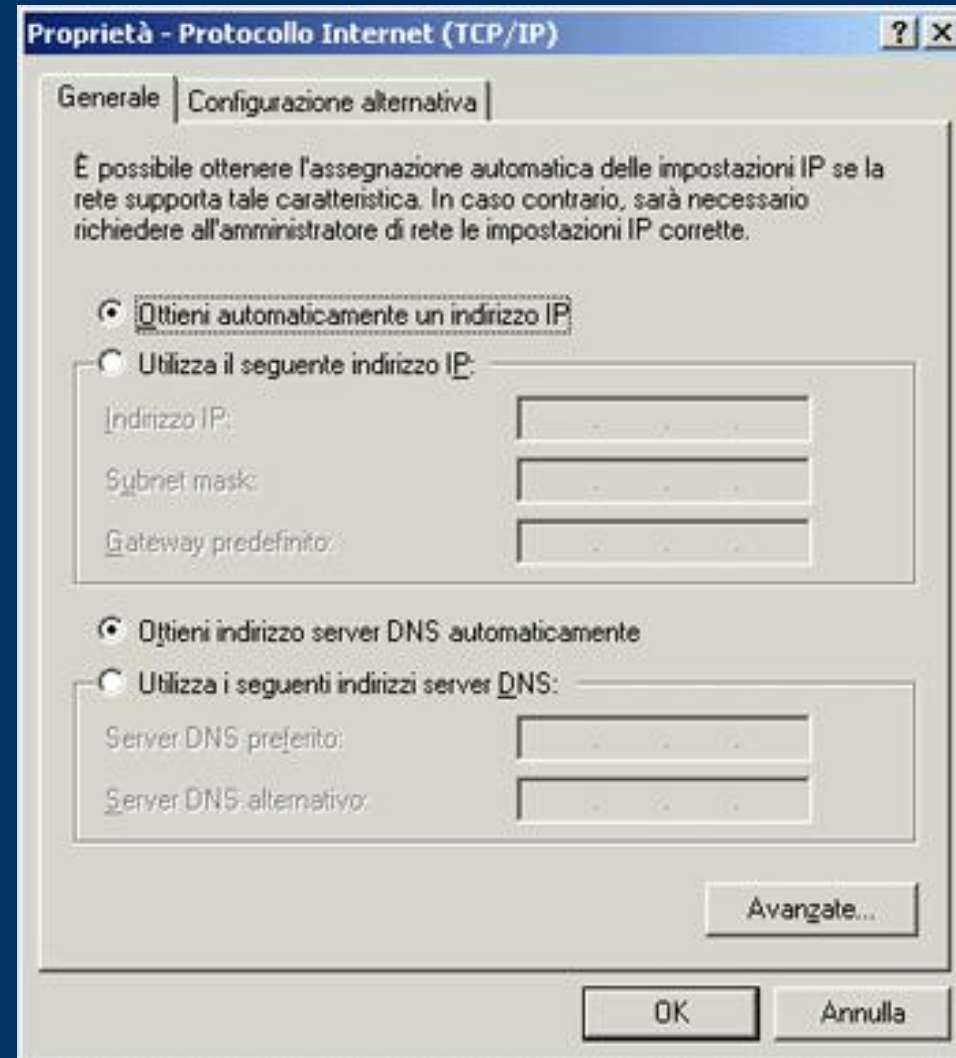 Proprietà - Protocollo Internet (TCP/IP)
Generale
Configurazione alternativa
È possibile ottenere l'assegnazione automatica delle impostazioni IP se la
rete supporta tale caratteristica. In caso contrario, sarà necessario
richiedere all'amministratore di rete le impostazioni IP corrette.
Ottieni automaticamente un indirizzo IP
Utilizza il seguente indirizzo IP:
Indirizzo IP:
Subnet mask:
Gateway predefinito:
Ottieni indirizzo server DNS automaticamente
Utilizza i seguenti indirizzi server DNS:
Server DNS preferito:
Server DNS alternativo:
Avanzate...
OK
Annulla